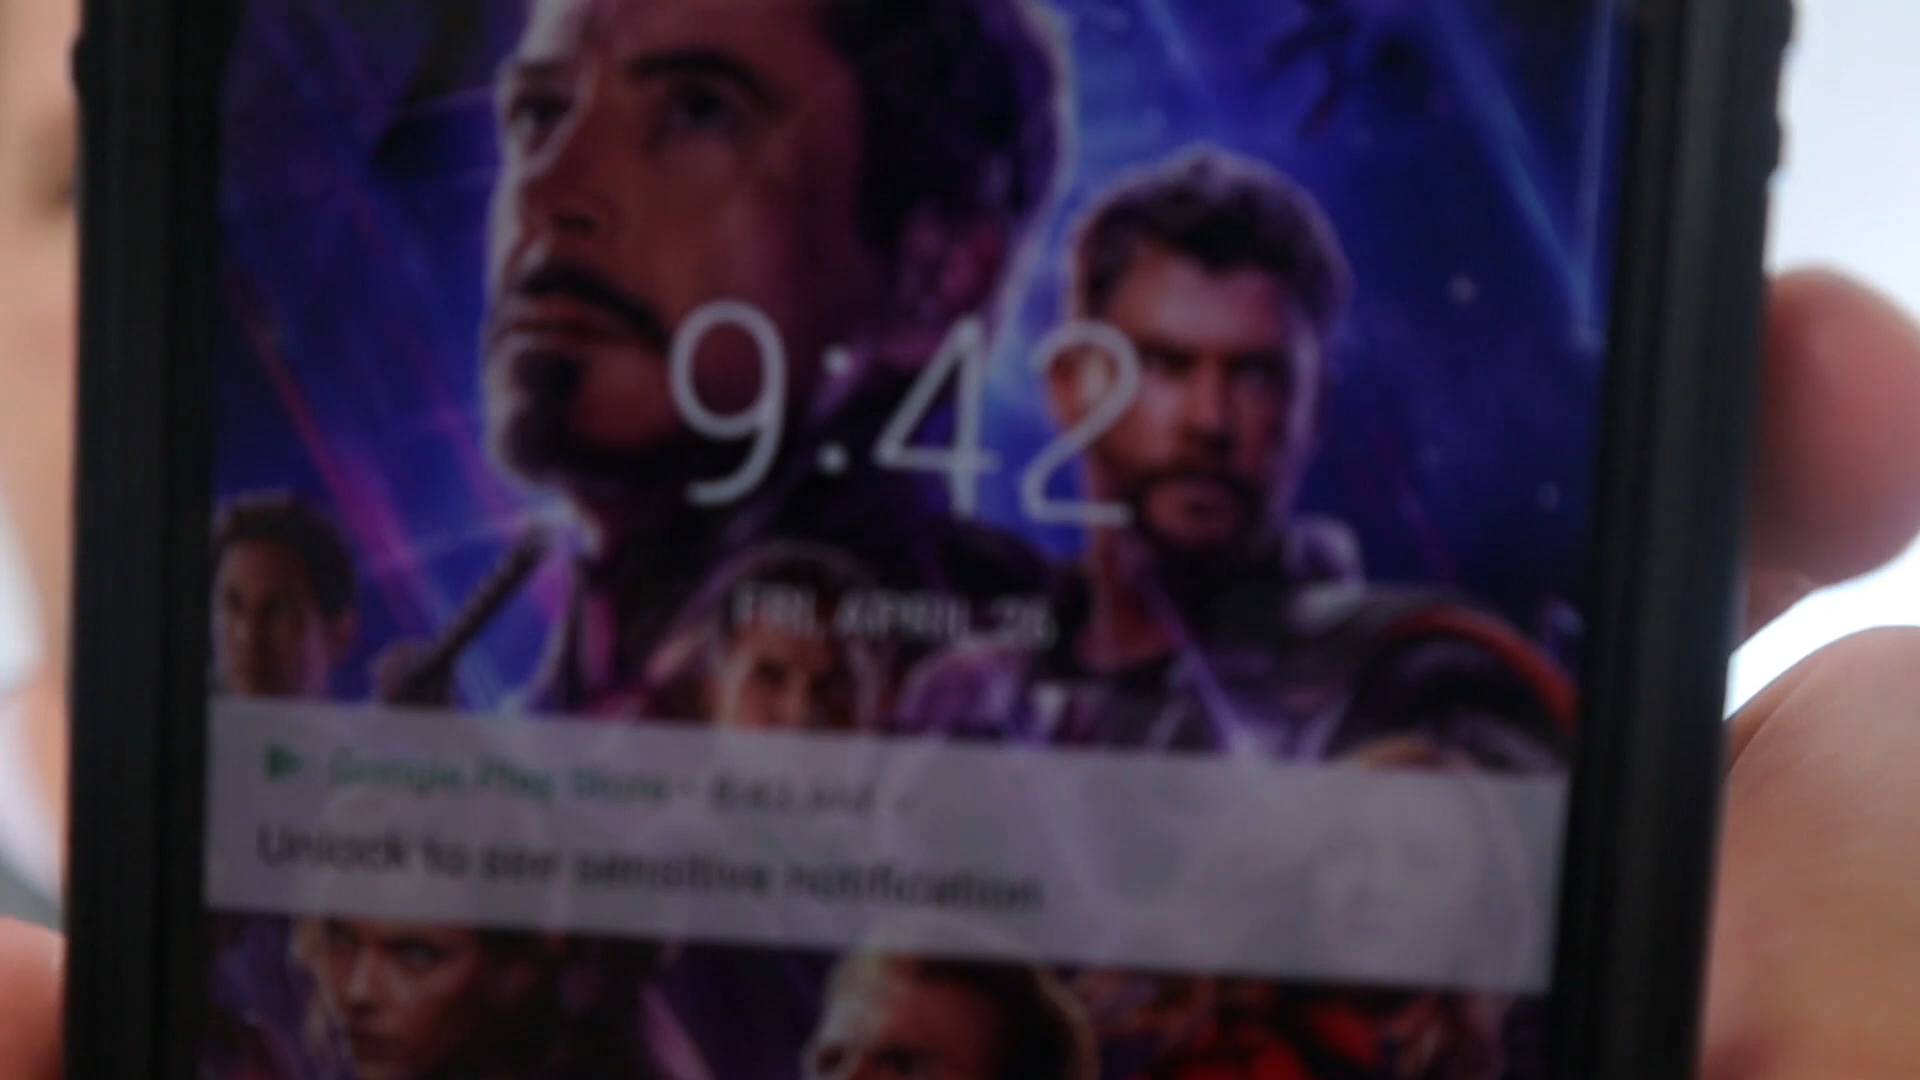 9:42
FRI, APRIL 26
Google Play Store
Unlock to see sensitive notification